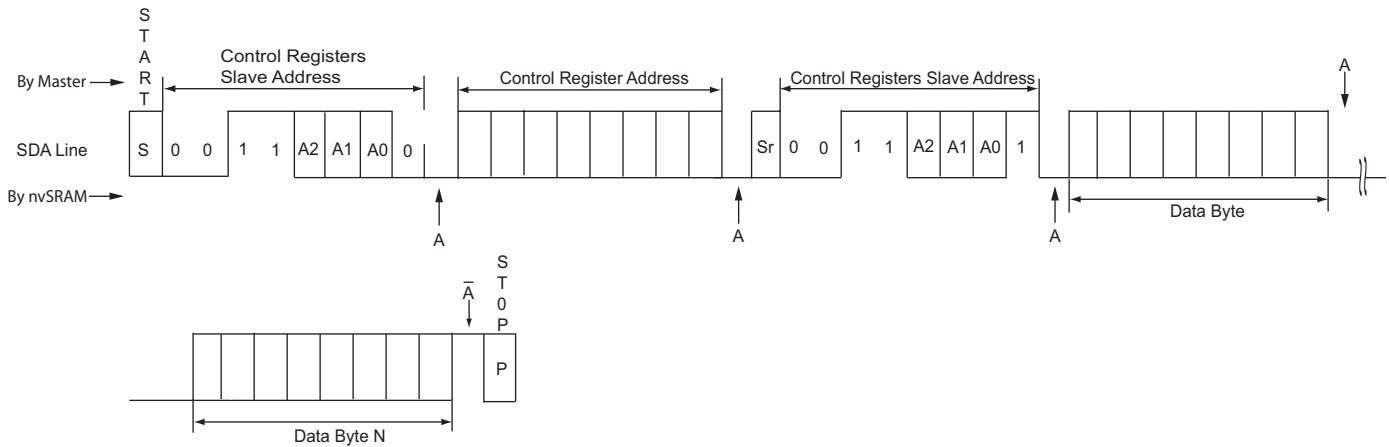 START
Control Registers
Slave Address
By Master
Control Register Address
Control Registers Slave Address
A
SDA Line
S 0 0 1 1 A2 A1 A0 0
Sr 0 0 1 1 A2 A1 A0 1
By nvSRAM
A
A
A
Data Byte
ST0P
Ā
P
Data Byte N